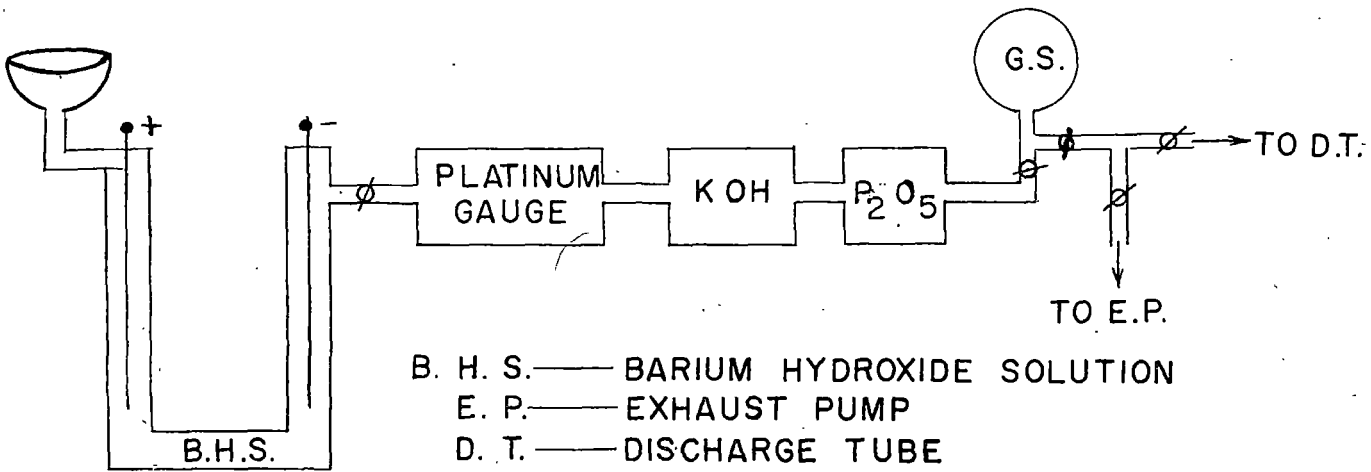 G.S.
+
-
PLATINUM
GAUGE
KOH
P2O5
TO D.T.
TO E.P.
B.H.S.
B. H. S.—— BARIUM HYDROXIDE SOLUTION
E. P.—— EXHAUST PUMP
D. T.—— DISCHARGE TUBE